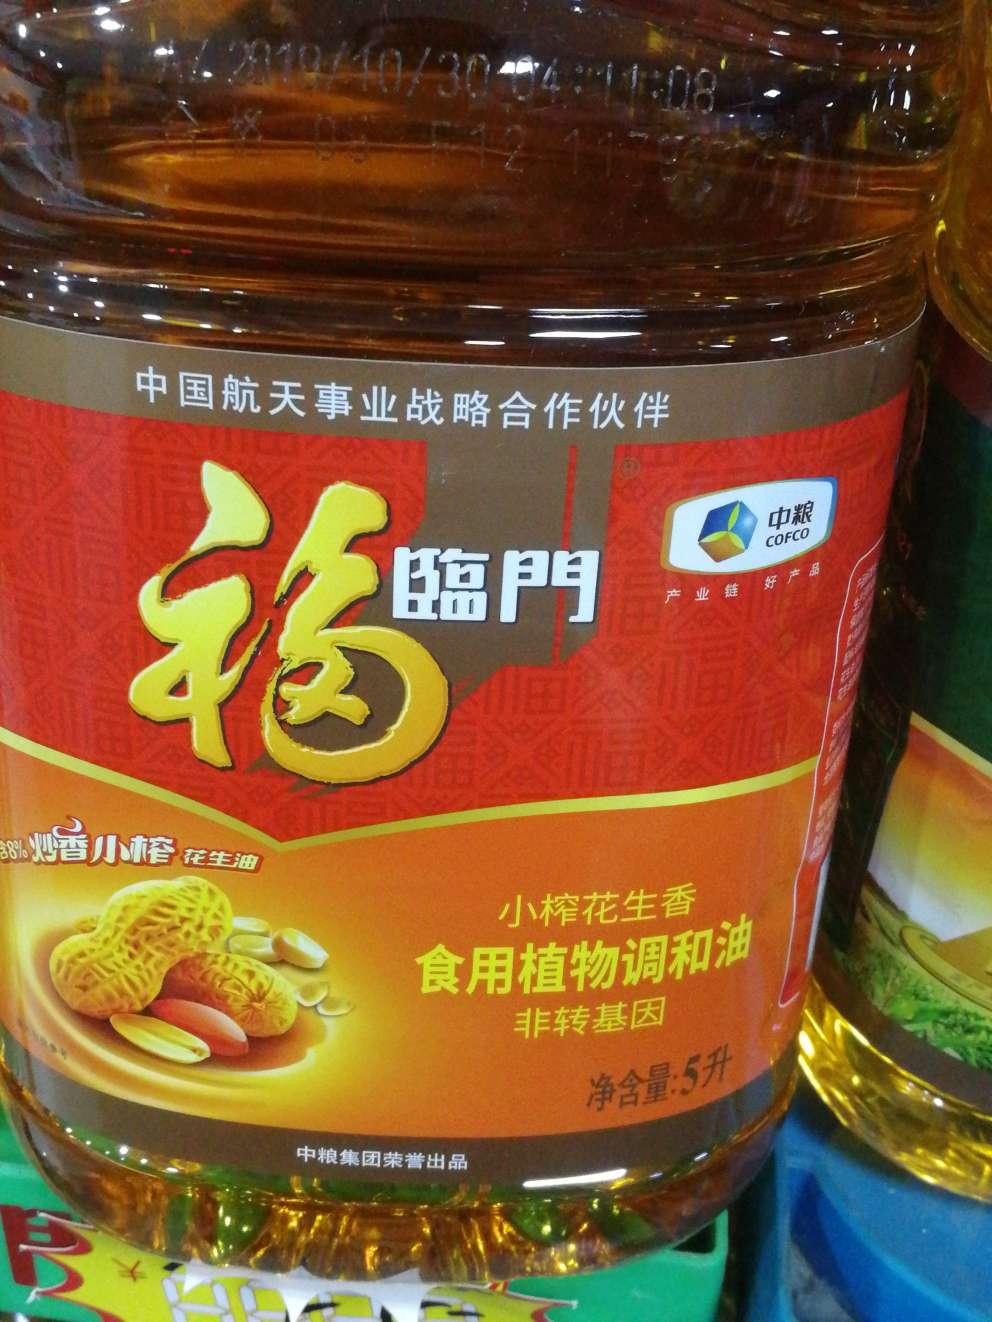 2019/10/30 04:11:08
中国航天事业战略合作伙伴
福
臨門
®
中粮
COFCO
产业链 好产品
含8% 炒香小榨 花生油
小榨花生香
食用植物调和油
非转基因
净含量:5升
中粮集团荣誉出品